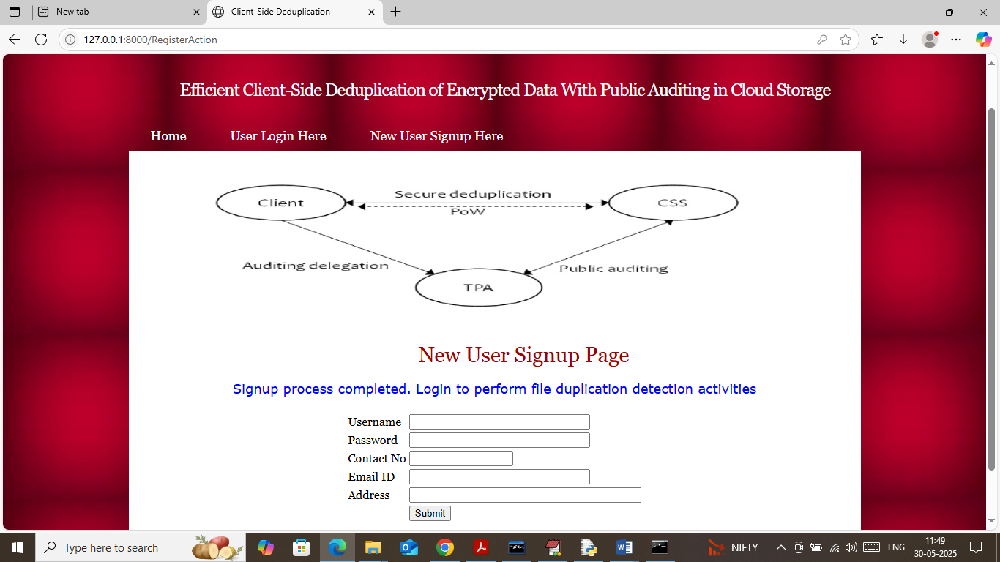 New tab
Client-Side Deduplication
127.0.0.1:8000/RegisterAction
Efficient Client-Side Deduplication of Encrypted Data With Public Auditing in Cloud Storage
Home User Login Here New User Signup Here
Client Secure deduplication CSS
PoW
Auditing delegation Public auditing
TPA
New User Signup Page
Signup process completed. Login to perform file duplication detection activities
Username
Password
Contact No
Email ID
Address
Submit
Type here to search
NIFTY
ENG
11:49
30-05-2025